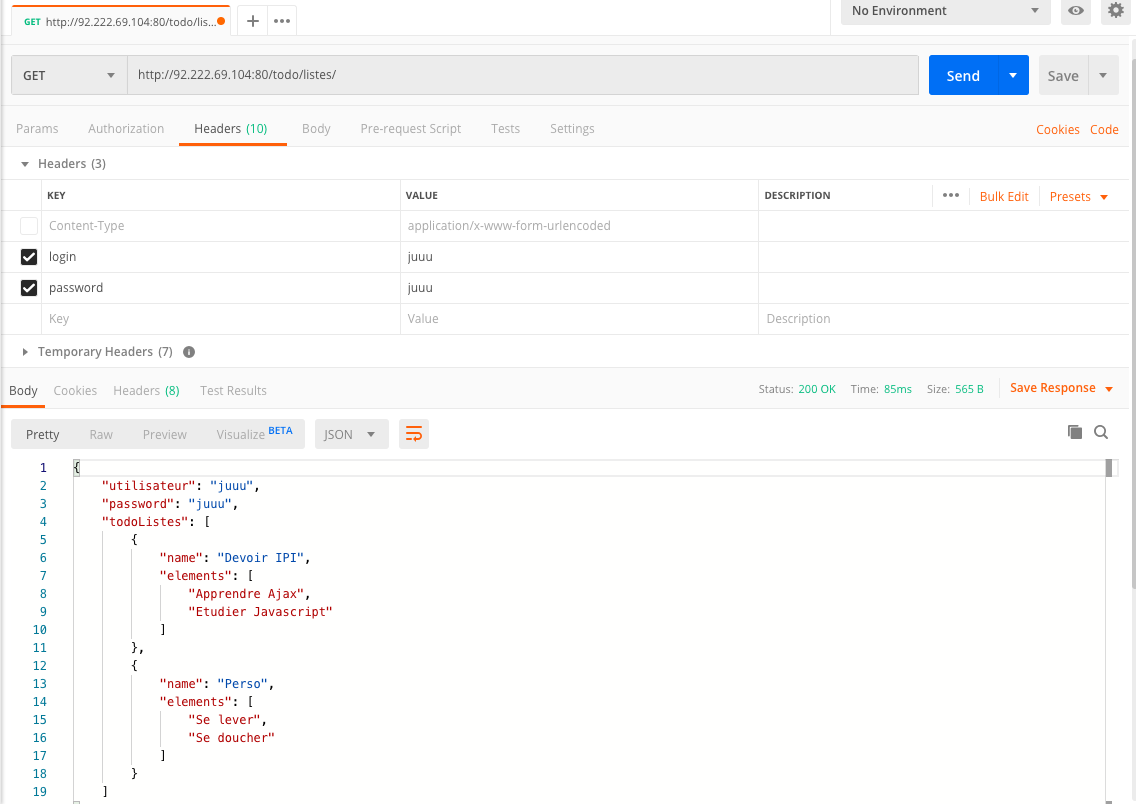 GET http://92.222.69.104:80/todo/lis... + ••• No Environment
GET http://92.222.69.104:80/todo/listes/ Send Save
Params Authorization Headers (10) Body Pre-request Script Tests Settings Cookies Code
Headers (3)
KEY VALUE DESCRIPTION ••• Bulk Edit Presets
Content-Type application/x-www-form-urlencoded
login juuu
password juuu
Key Value Description
Temporary Headers (7) i
Body Cookies Headers (8) Test Results Status: 200 OK Time: 85ms Size: 565 B Save Response
Pretty Raw Preview Visualize BETA JSON
1 {
2 "utilisateur": "juuu",
3 "password": "juuu",
4 "todoListes": [
5 {
6 "name": "Devoir IPI",
7 "elements": [
8 "Apprendre Ajax",
9 "Etudier Javascript"
10 ]
11 },
12 {
13 "name": "Perso",
14 "elements": [
15 "Se lever",
16 "Se doucher"
17 ]
18 }
19 ]